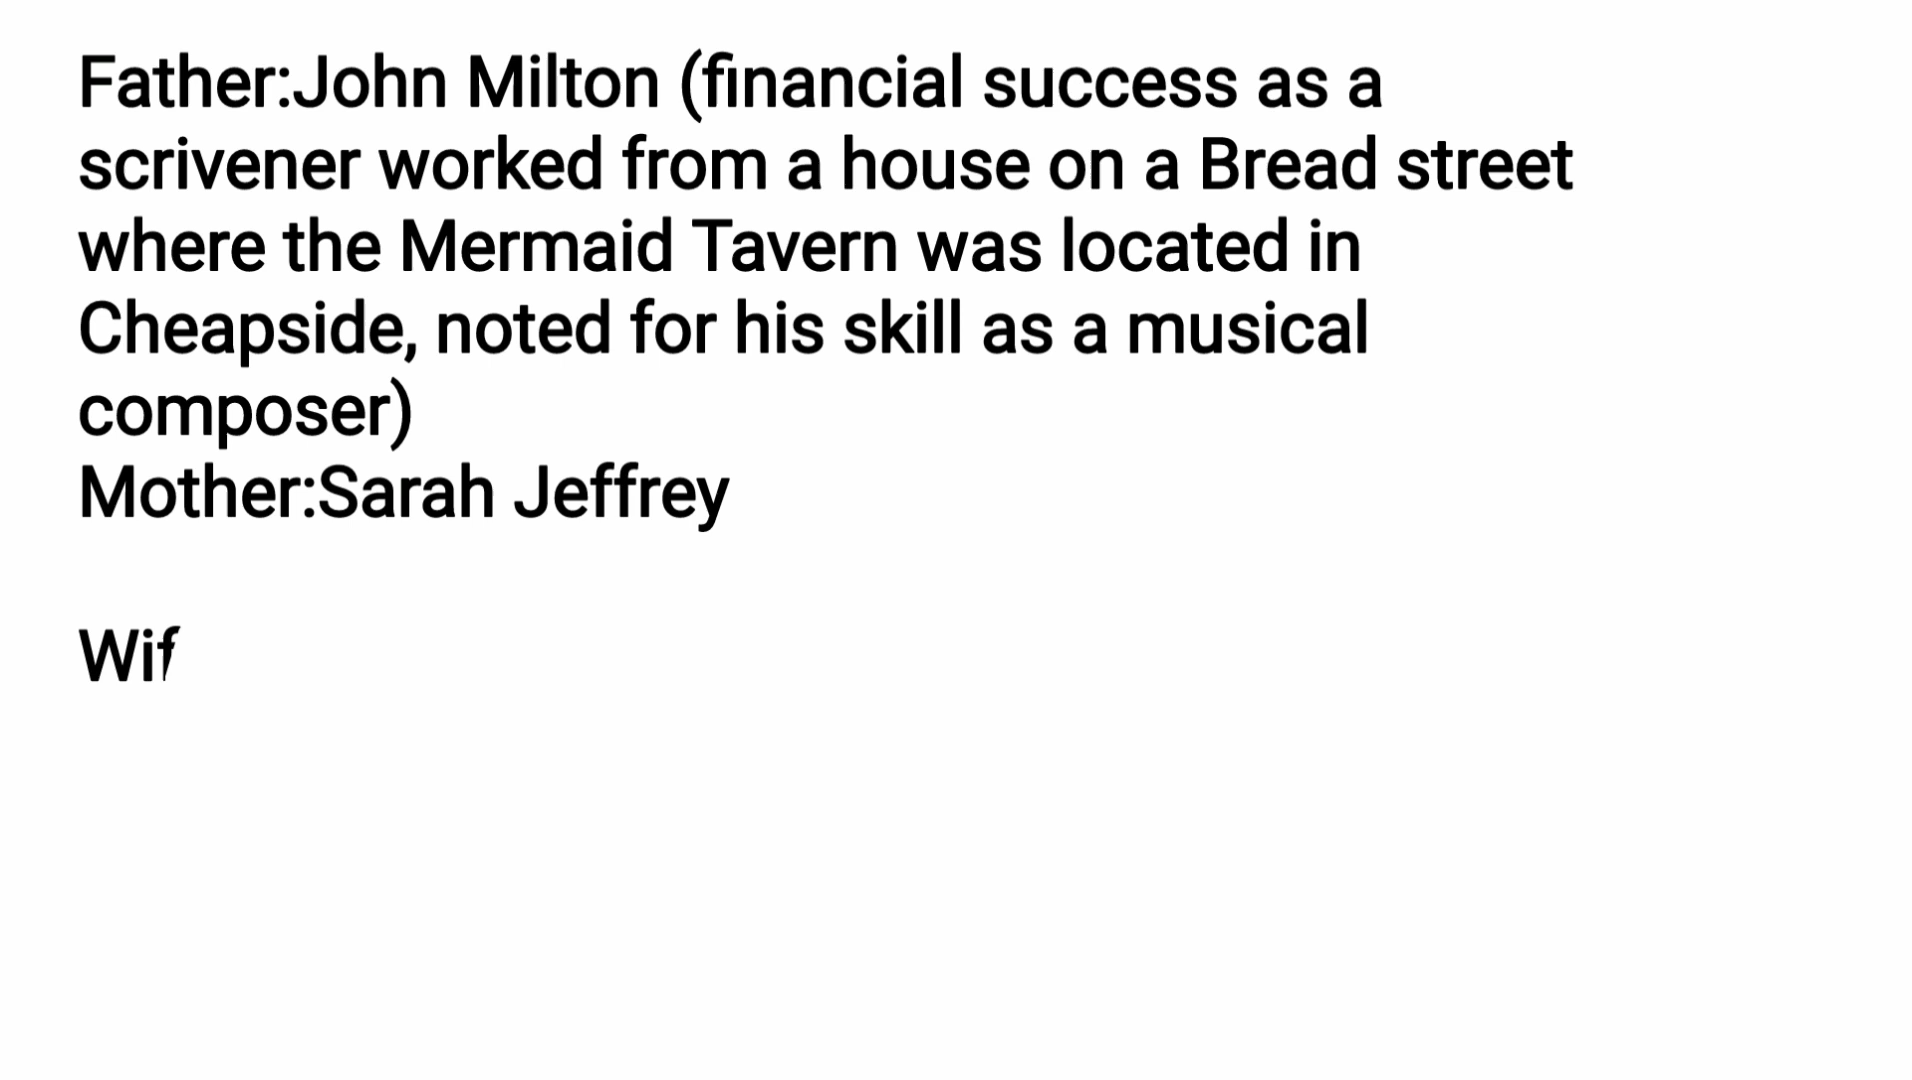 Father:John Milton (financial success as a
scrivener worked from a house on a Bread street
where the Mermaid Tavern was located in
Cheapside, noted for his skill as a musical
composer)
Mother:Sarah Jeffrey
Wif